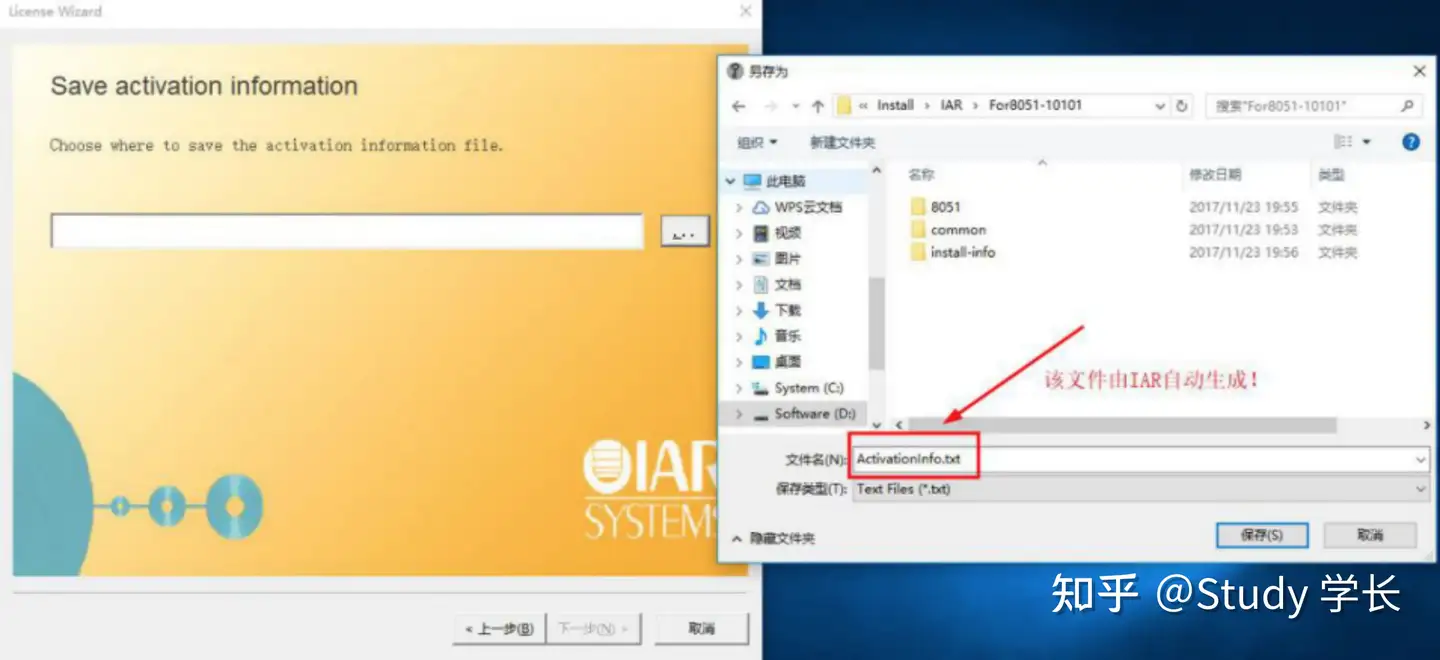 License Wizard
Save activation information
Choose where to save the activation information file.
...
IAR
SYSTEMS
< 上一步(B)
下一步(N) >
取消
另存为
« Install › IAR › For8051-10101
搜索"For8051-10101"
组织
新建文件夹
名称 修改日期 类型
此电脑
WPS云文档
视频
图片
文档
下载
音乐
桌面
System (C:)
Software (D:)
8051 2017/11/23 19:55 文件夹
common 2017/11/23 19:53 文件夹
install-info 2017/11/23 19:56 文件夹
该文件由IAR自动生成!
文件名(N): ActivationInfo.txt
保存类型(T): Text Files (*.txt)
隐藏文件夹
保存(S)
取消
知乎 @Study 学长